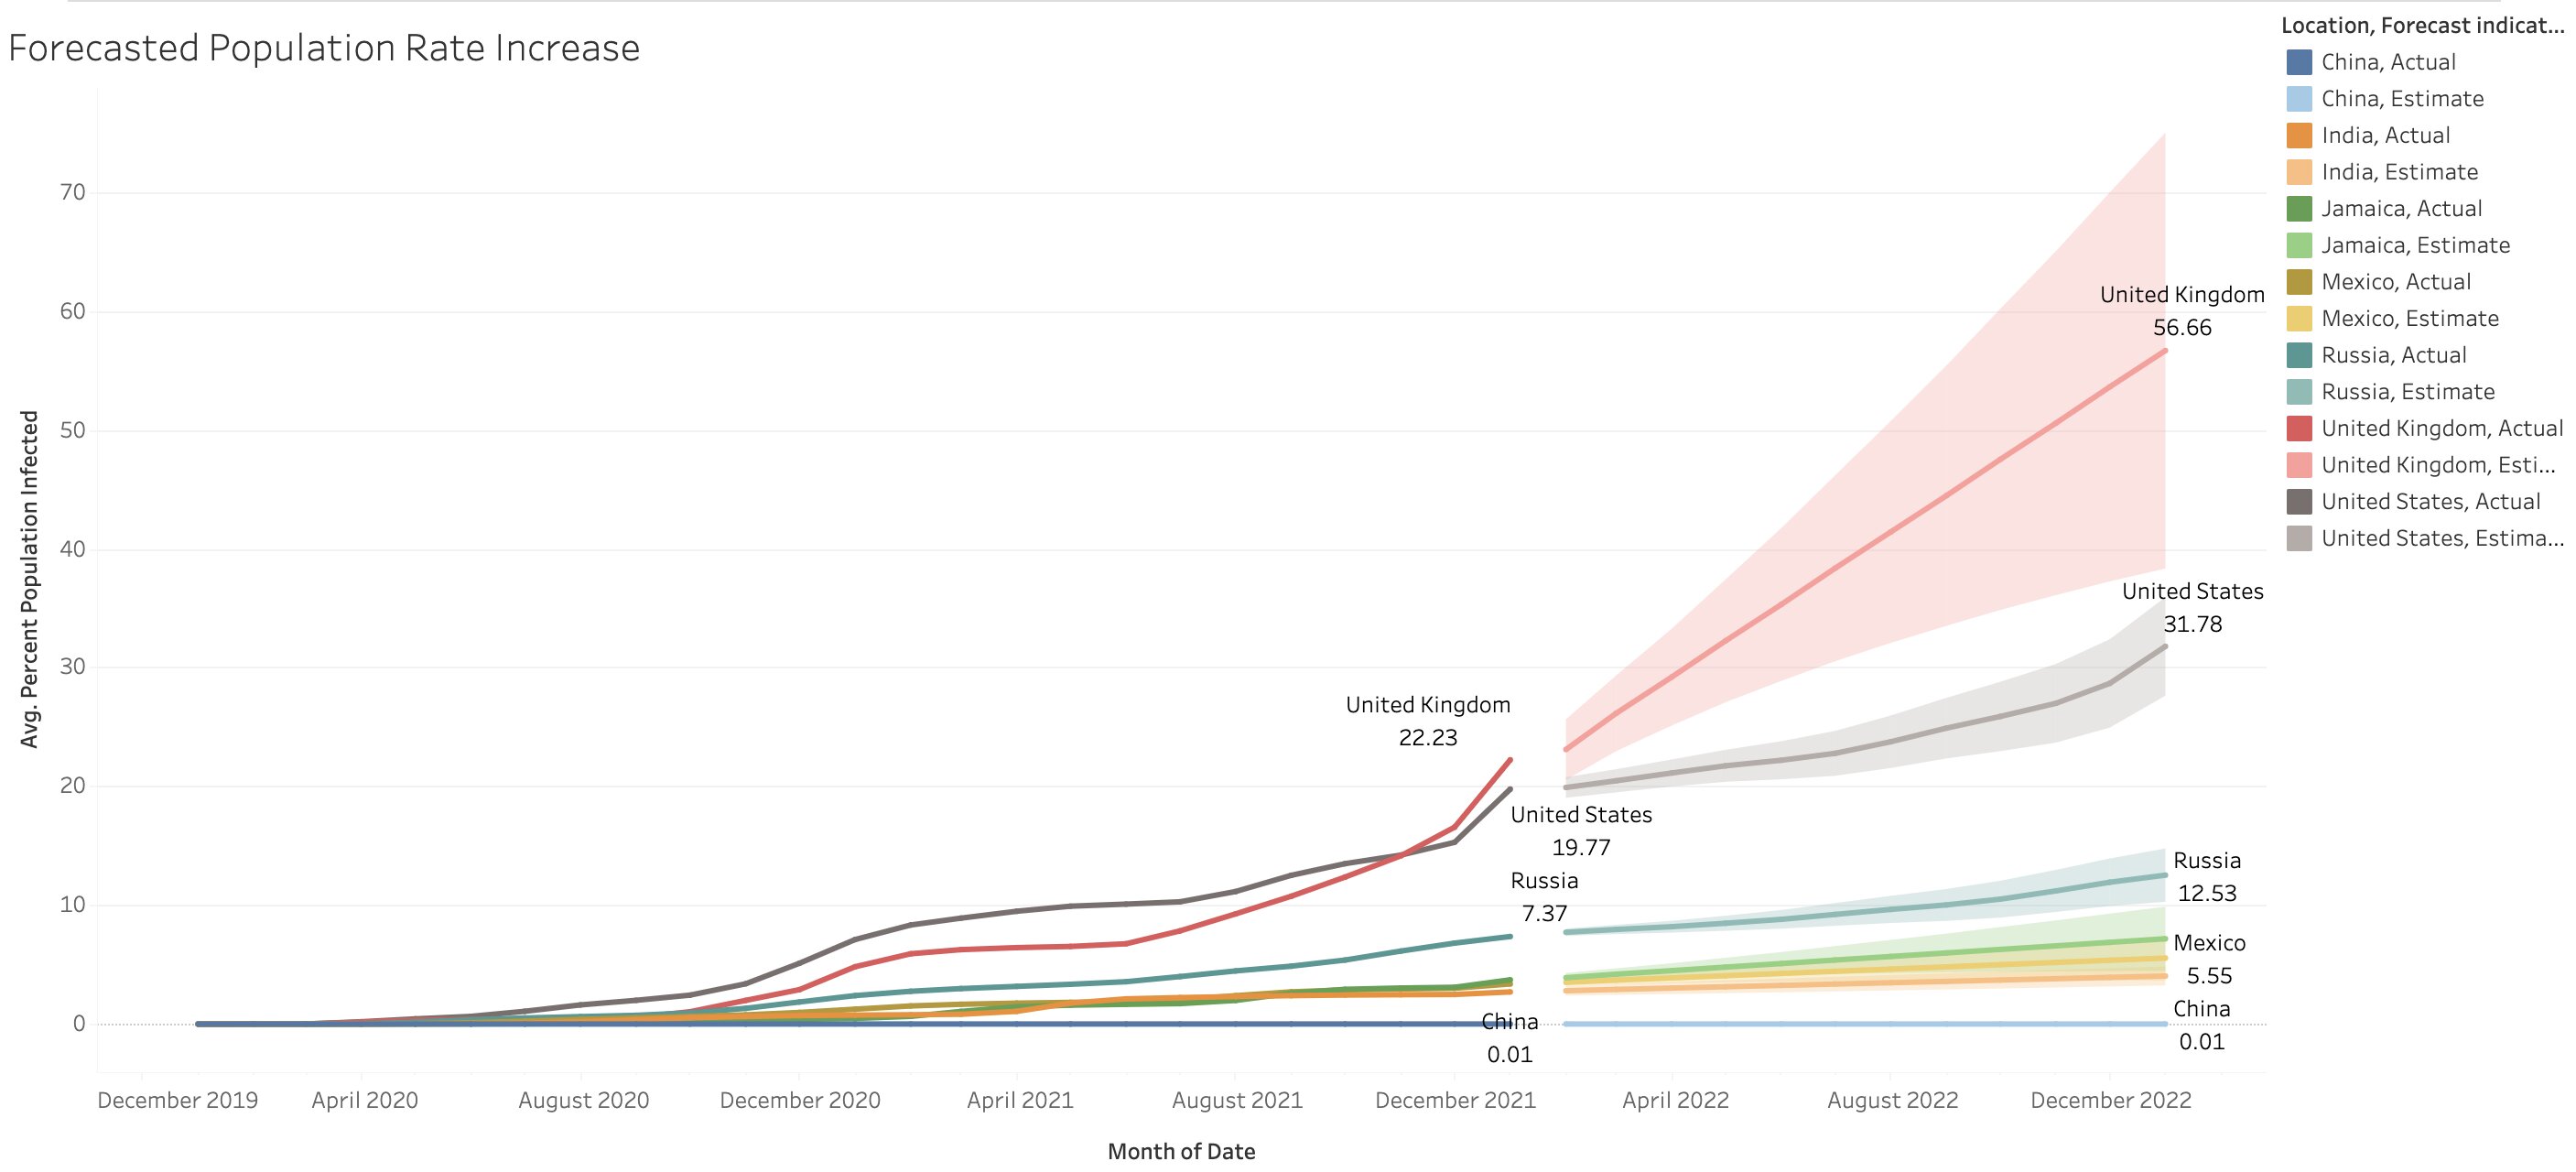 Forecasted Population Rate Increase
Location, Forecast indicat...
China, Actual
China, Estimate
India, Actual
India, Estimate
Jamaica, Actual
Jamaica, Estimate
Mexico, Actual
Mexico, Estimate
Russia, Actual
Russia, Estimate
United Kingdom, Actual
United Kingdom, Esti...
United States, Actual
United States, Estima...
Avg. Percent Population Infected
70
60
50
40
30
20
10
0
United Kingdom
56.66
United States
31.78
United Kingdom
22.23
United States
19.77
Russia
7.37
Russia
12.53
Mexico
5.55
China
0.01
China
0.01
December 2019
April 2020
August 2020
December 2020
April 2021
August 2021
December 2021
April 2022
August 2022
December 2022
Month of Date